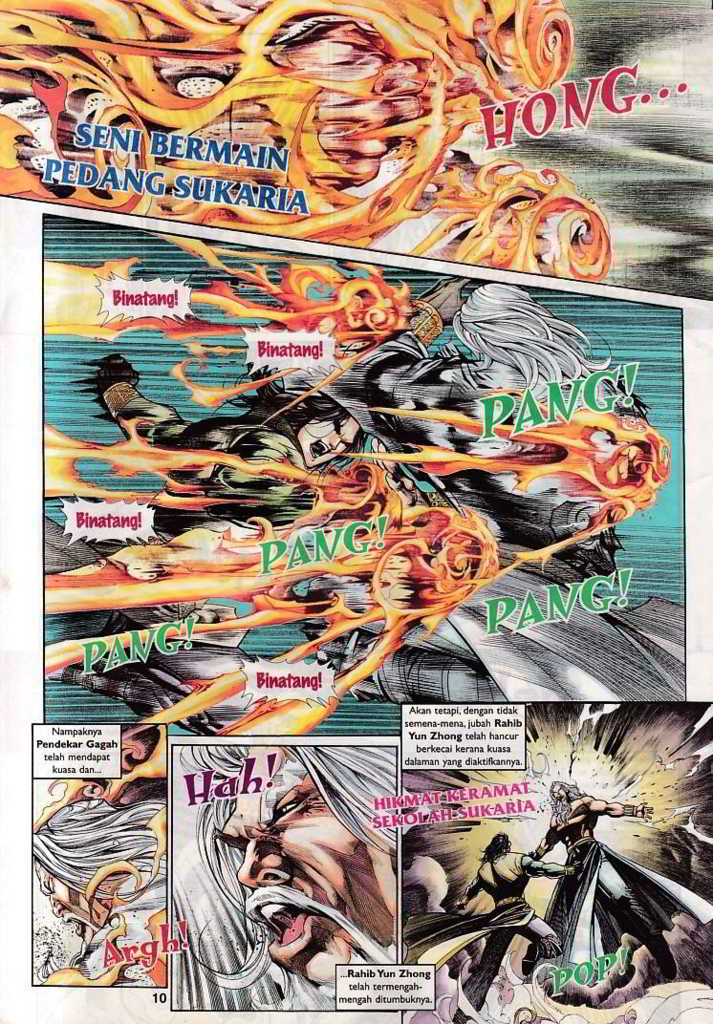 HONG...
SENI BERMAIN
PEDANG SUKARIA
Binatang!
Binatang!
PANG!
Binatang!
PANG!
PANG!
PANG!
Binatang!
Nampaknya
Pendekar Gagah
telah mendapat
kuasa dan...
Argh!
Hah!
...Rahib Yun Zhong
telah termengah-
mengah ditumbuknya.
Akan tetapi, dengan tidak
semena-mena, jubah Rahib
Yun Zhong telah hancur
berkecai kerana kuasa
dalaman yang diaktifkannya.
HIKMAT KERAMAT
SEKOLAH SUKARIA
POP!
10